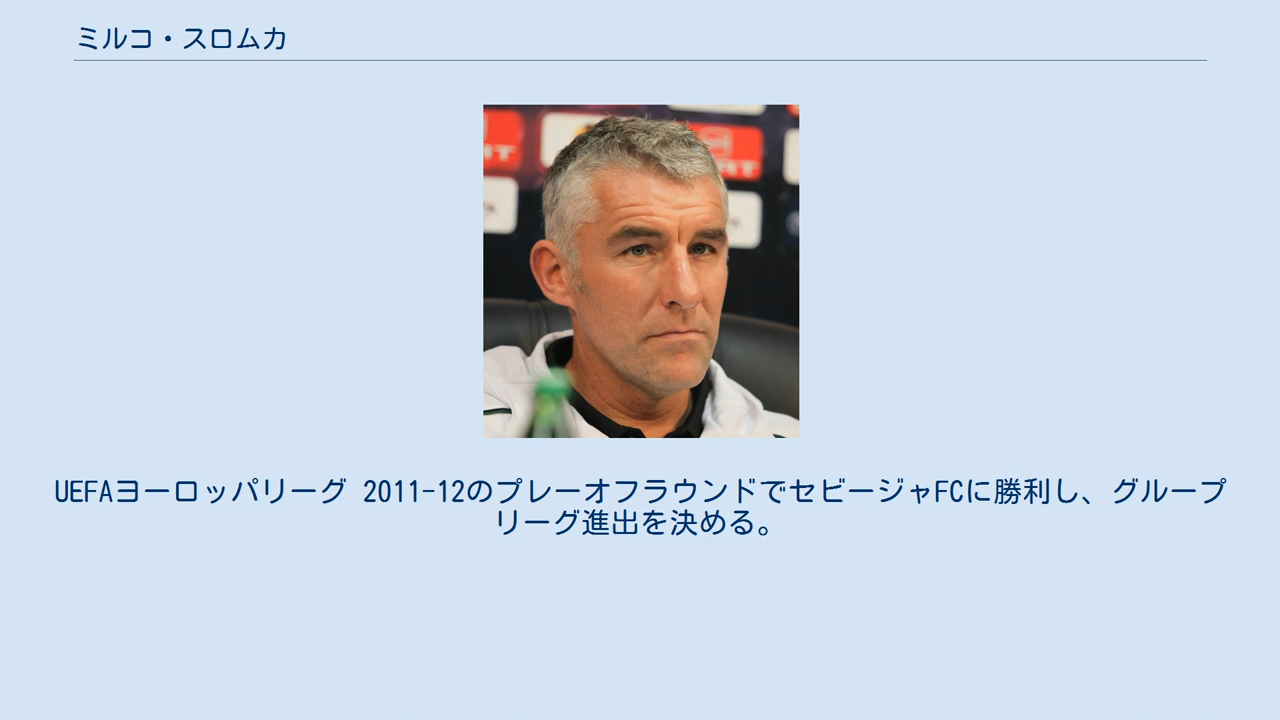 ミルコ・スロムカ
UEFAヨーロッパリーグ 2011-12のプレーオフラウンドでセビージャFCに勝利し、グループ
リーグ進出を決める。